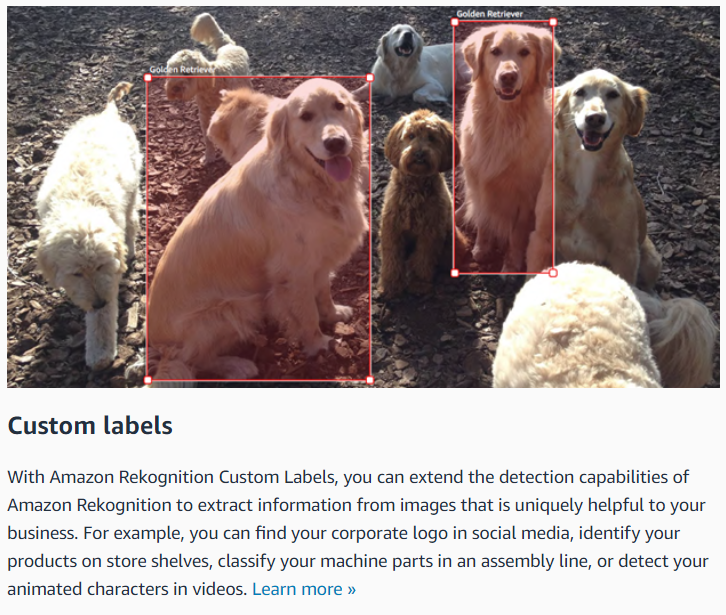 Golden Retriever
Golden Retriever
Custom labels
With Amazon Rekognition Custom Labels, you can extend the detection capabilities of
Amazon Rekognition to extract information from images that is uniquely helpful to your
business. For example, you can find your corporate logo in social media, identify your
products on store shelves, classify your machine parts in an assembly line, or detect your
animated characters in videos. Learn more »